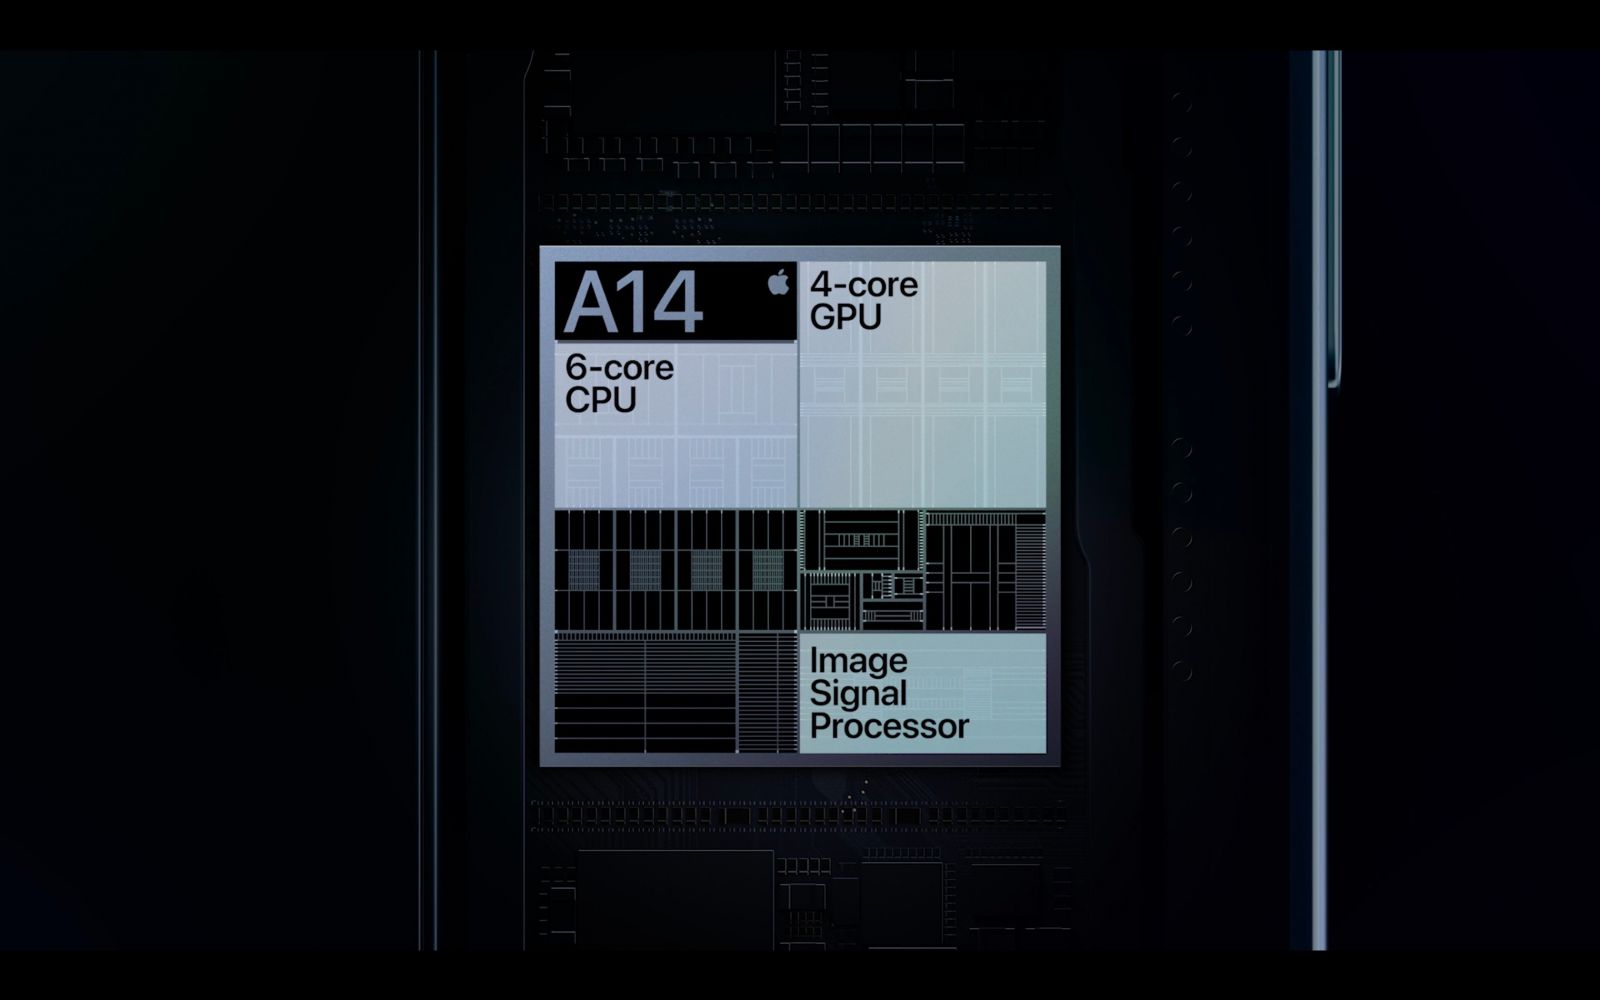 A14
6-core
CPU
4-core
GPU
Image
Signal
Processor